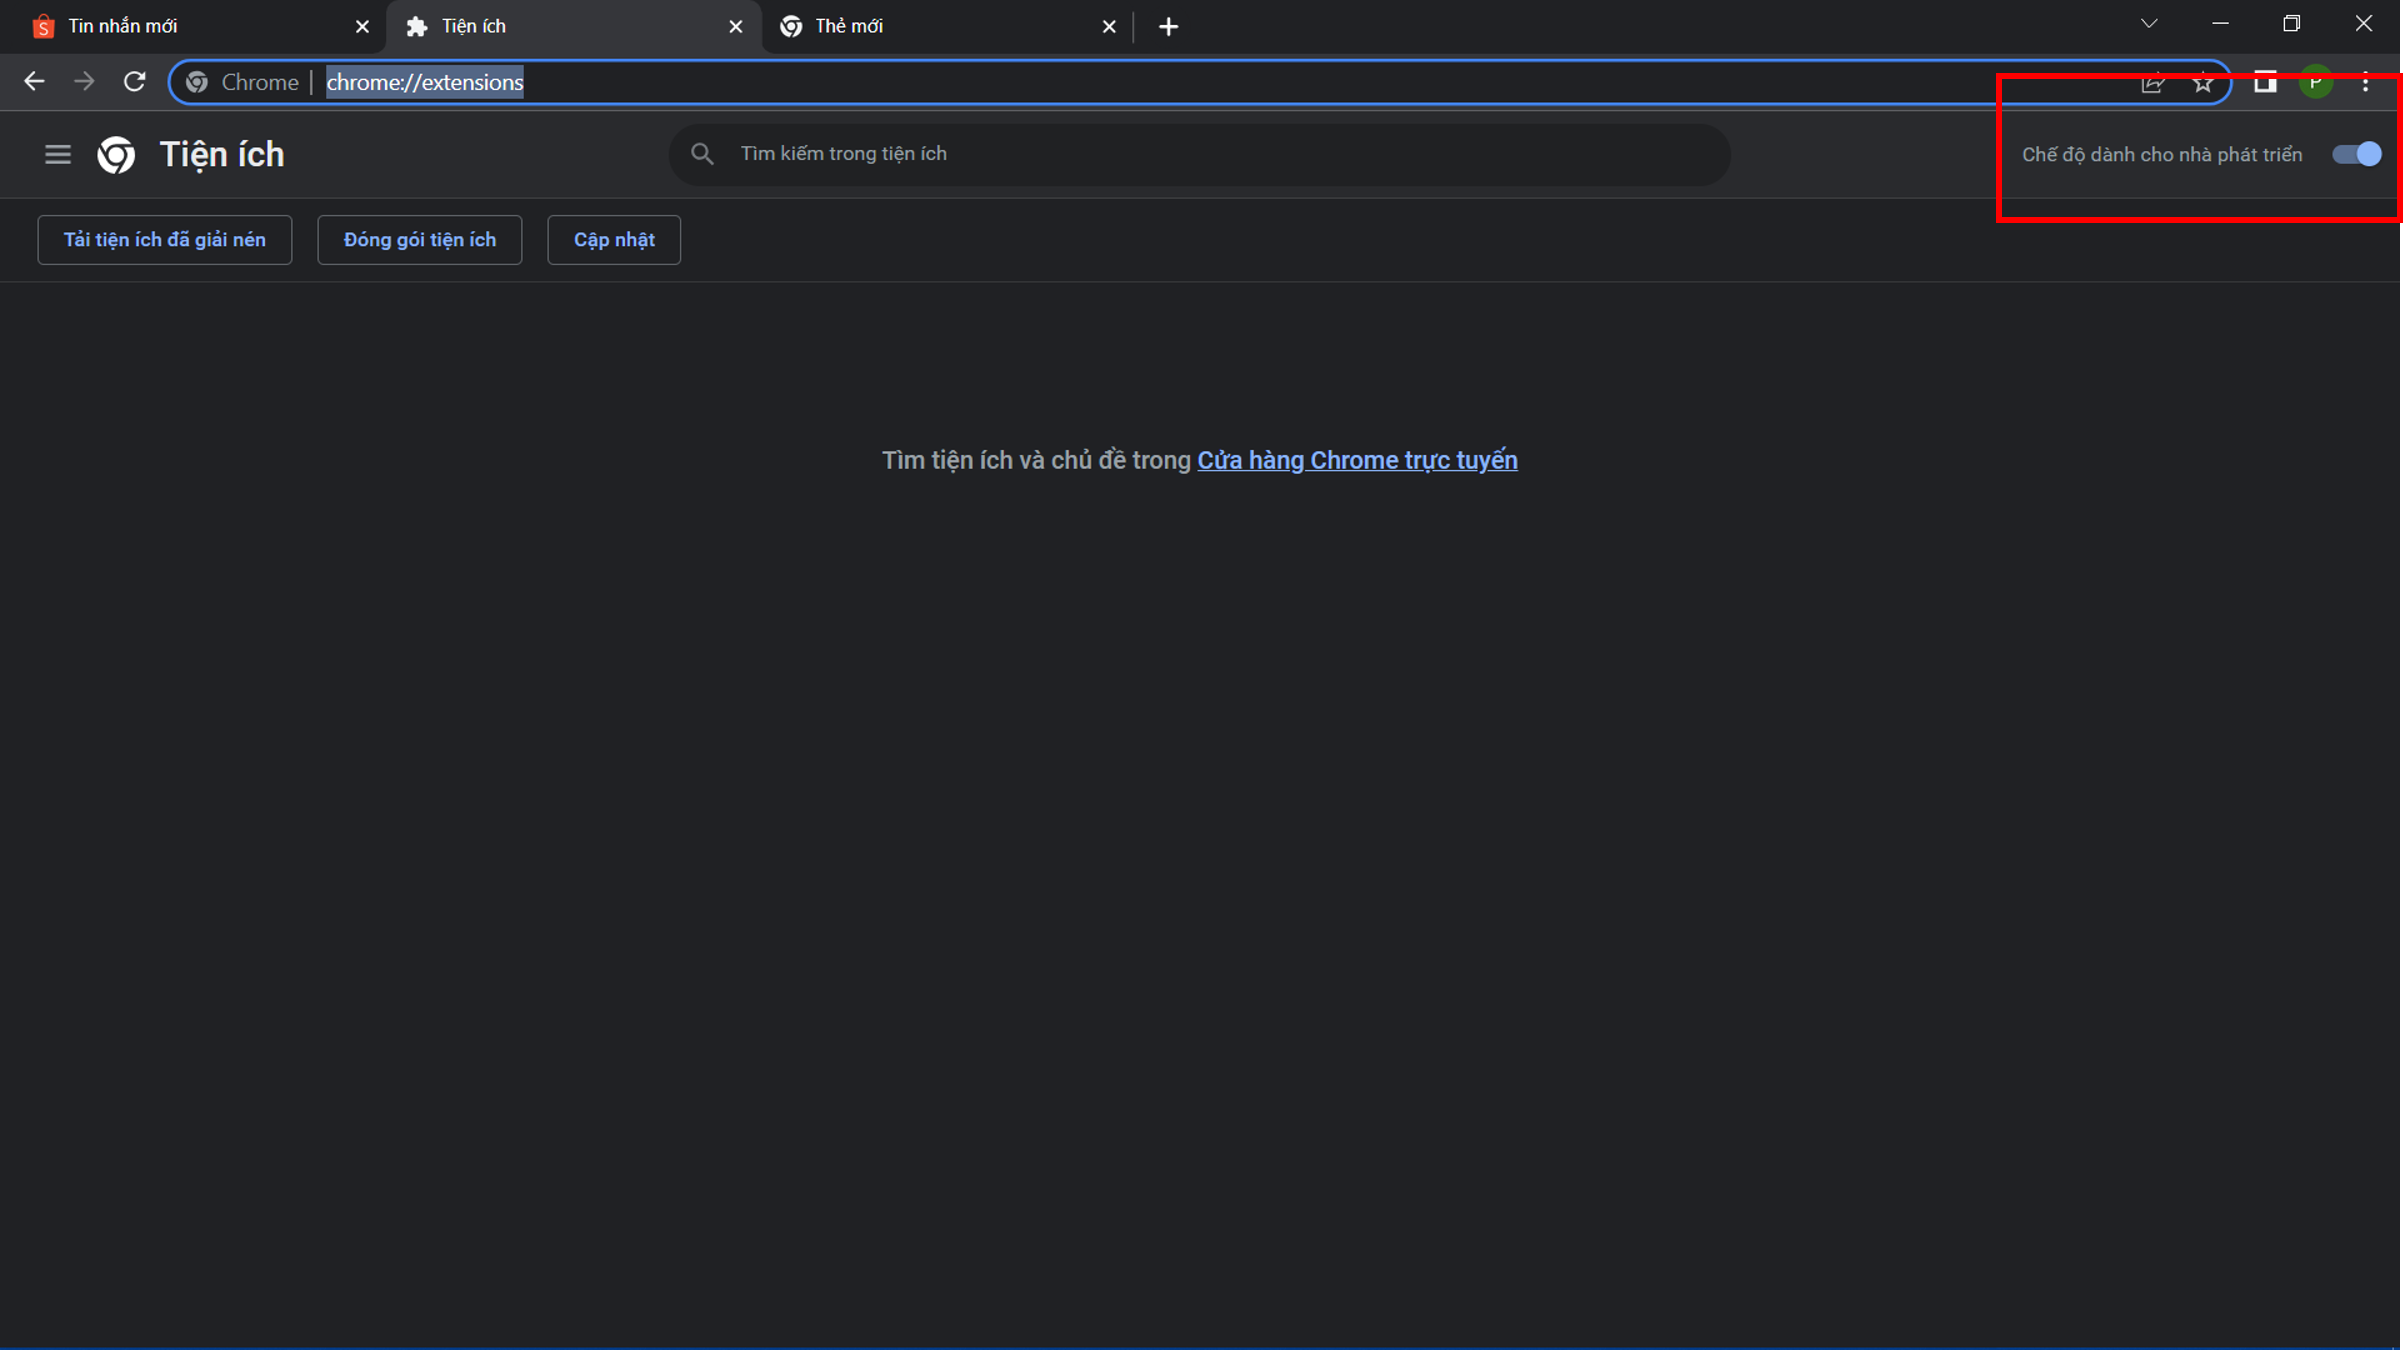 Tin nhắn mới
Tiện ích
Thẻ mới
Chrome
chrome://extensions
P
Tiện ích
Tìm kiếm trong tiện ích
Chế độ dành cho nhà phát triển
Tải tiện ích đã giải nén
Đóng gói tiện ích
Cập nhật
Tìm tiện ích và chủ đề trong Cửa hàng Chrome trực tuyến